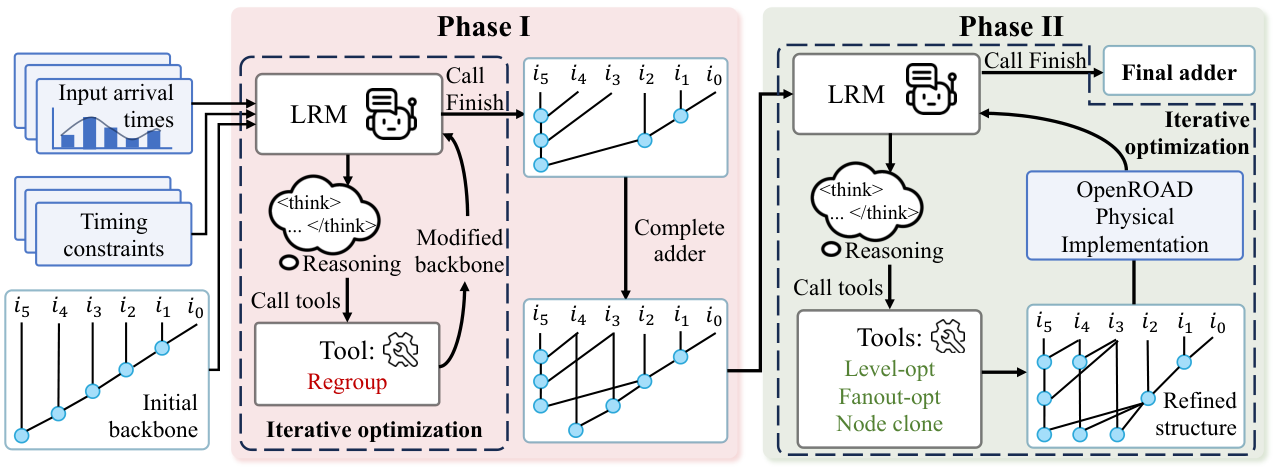 Phase I
Phase II
Input arrival
times
Timing
constraints
i₅ i₄ i₃ i₂ i₁ i₀
Initial
backbone
LRM
Call
Finish
<think>
... </think>
Reasoning
Call tools
Modified
backbone
Tool:
Regroup
Iterative optimization
i₅ i₄ i₃ i₂ i₁ i₀
Complete
adder
i₅ i₄ i₃ i₂ i₁ i₀
LRM
Call Finish
Final adder
Iterative
optimization
<think>
... </think>
Reasoning
Call tools
OpenROAD
Physical
Implementation
Tools:
Level-opt
Fanout-opt
Node clone
i₅ i₄ i₃ i₂ i₁ i₀
Refined
structure